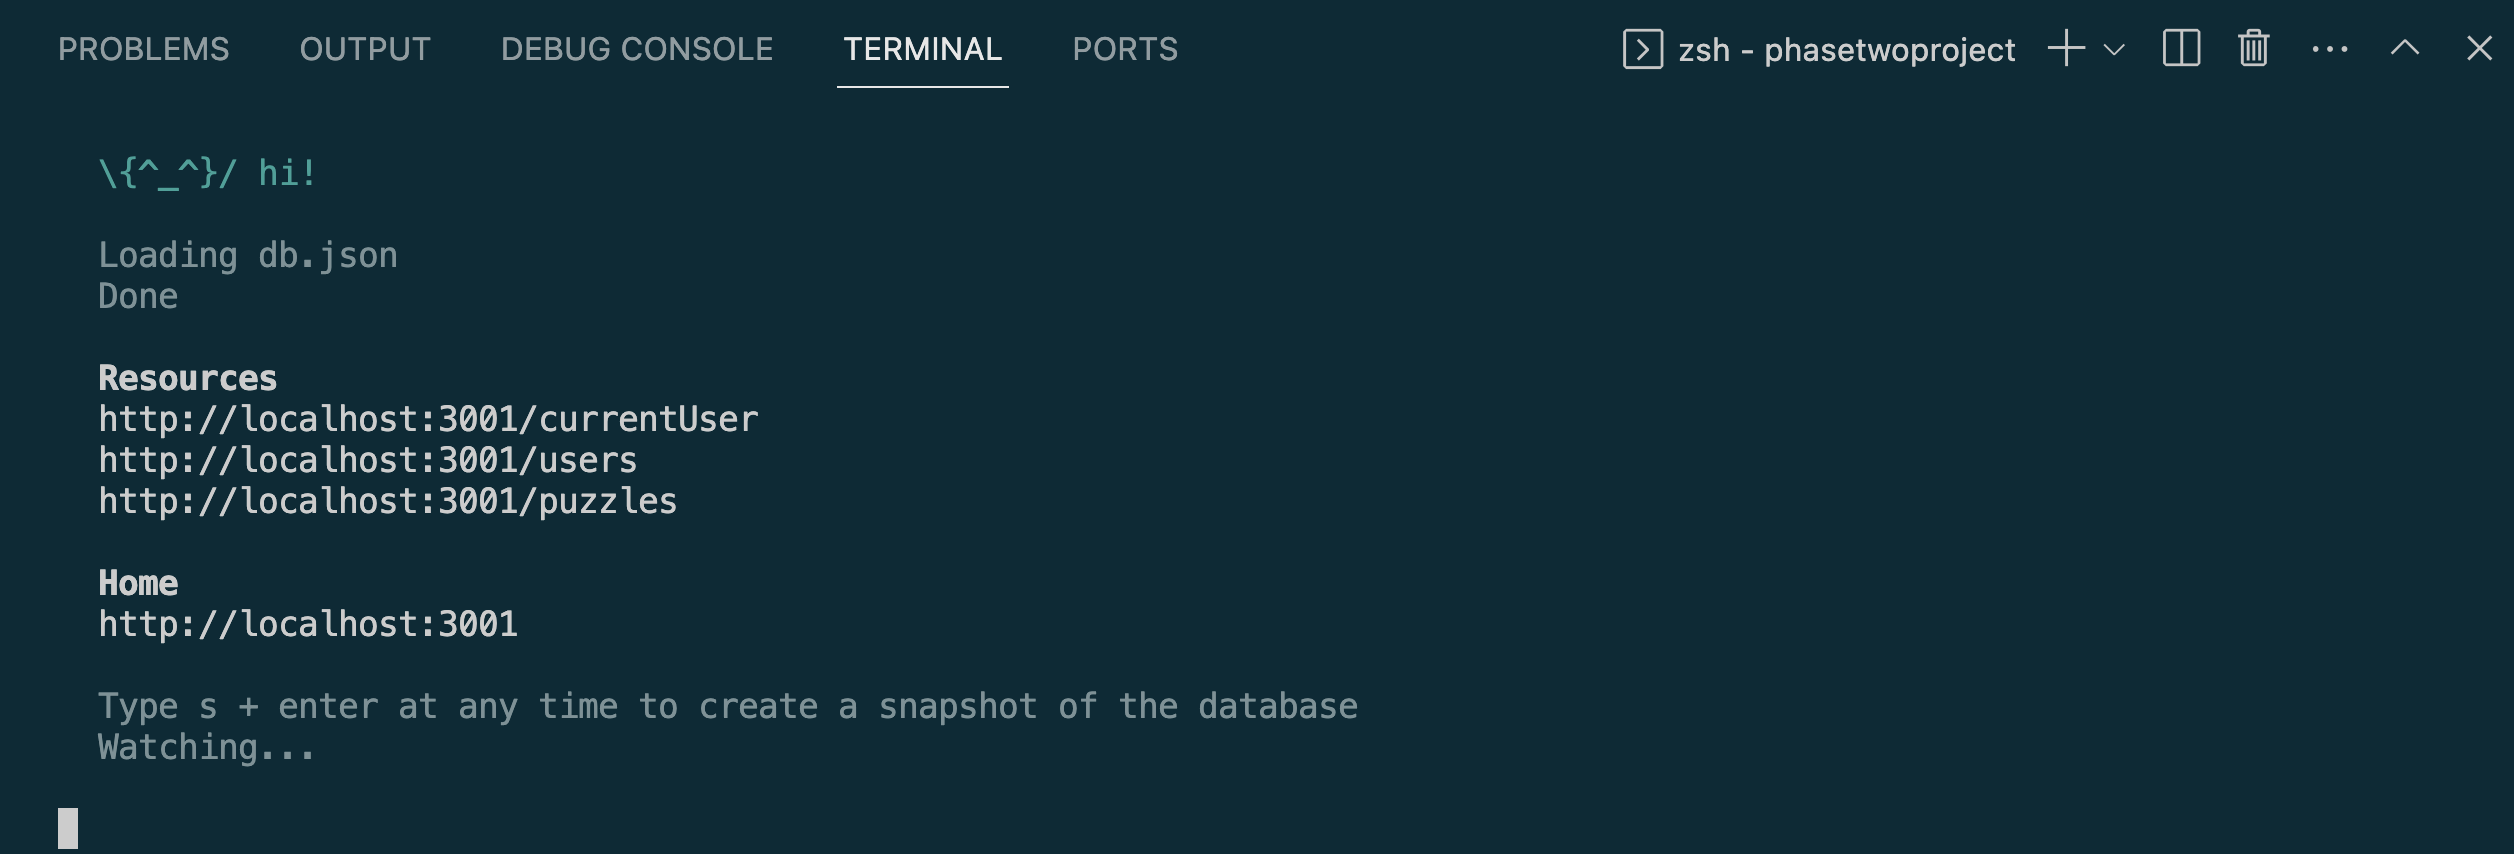 PROBLEMS OUTPUT DEBUG CONSOLE TERMINAL PORTS zsh - phasetwoproject
\{^_^}/ hi!
Loading db.json
Done
Resources
http://localhost:3001/currentUser
http://localhost:3001/users
http://localhost:3001/puzzles
Home
http://localhost:3001
Type s + enter at any time to create a snapshot of the database
Watching...